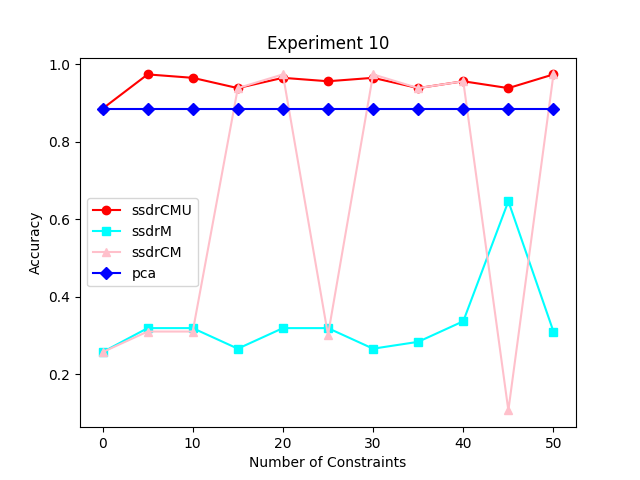 Experiment 10
1.0
0.8
0.6
0.4
0.2
Accuracy
ssdrCMU
ssdrM
ssdrCM
pca
0 10 20 30 40 50
Number of Constraints